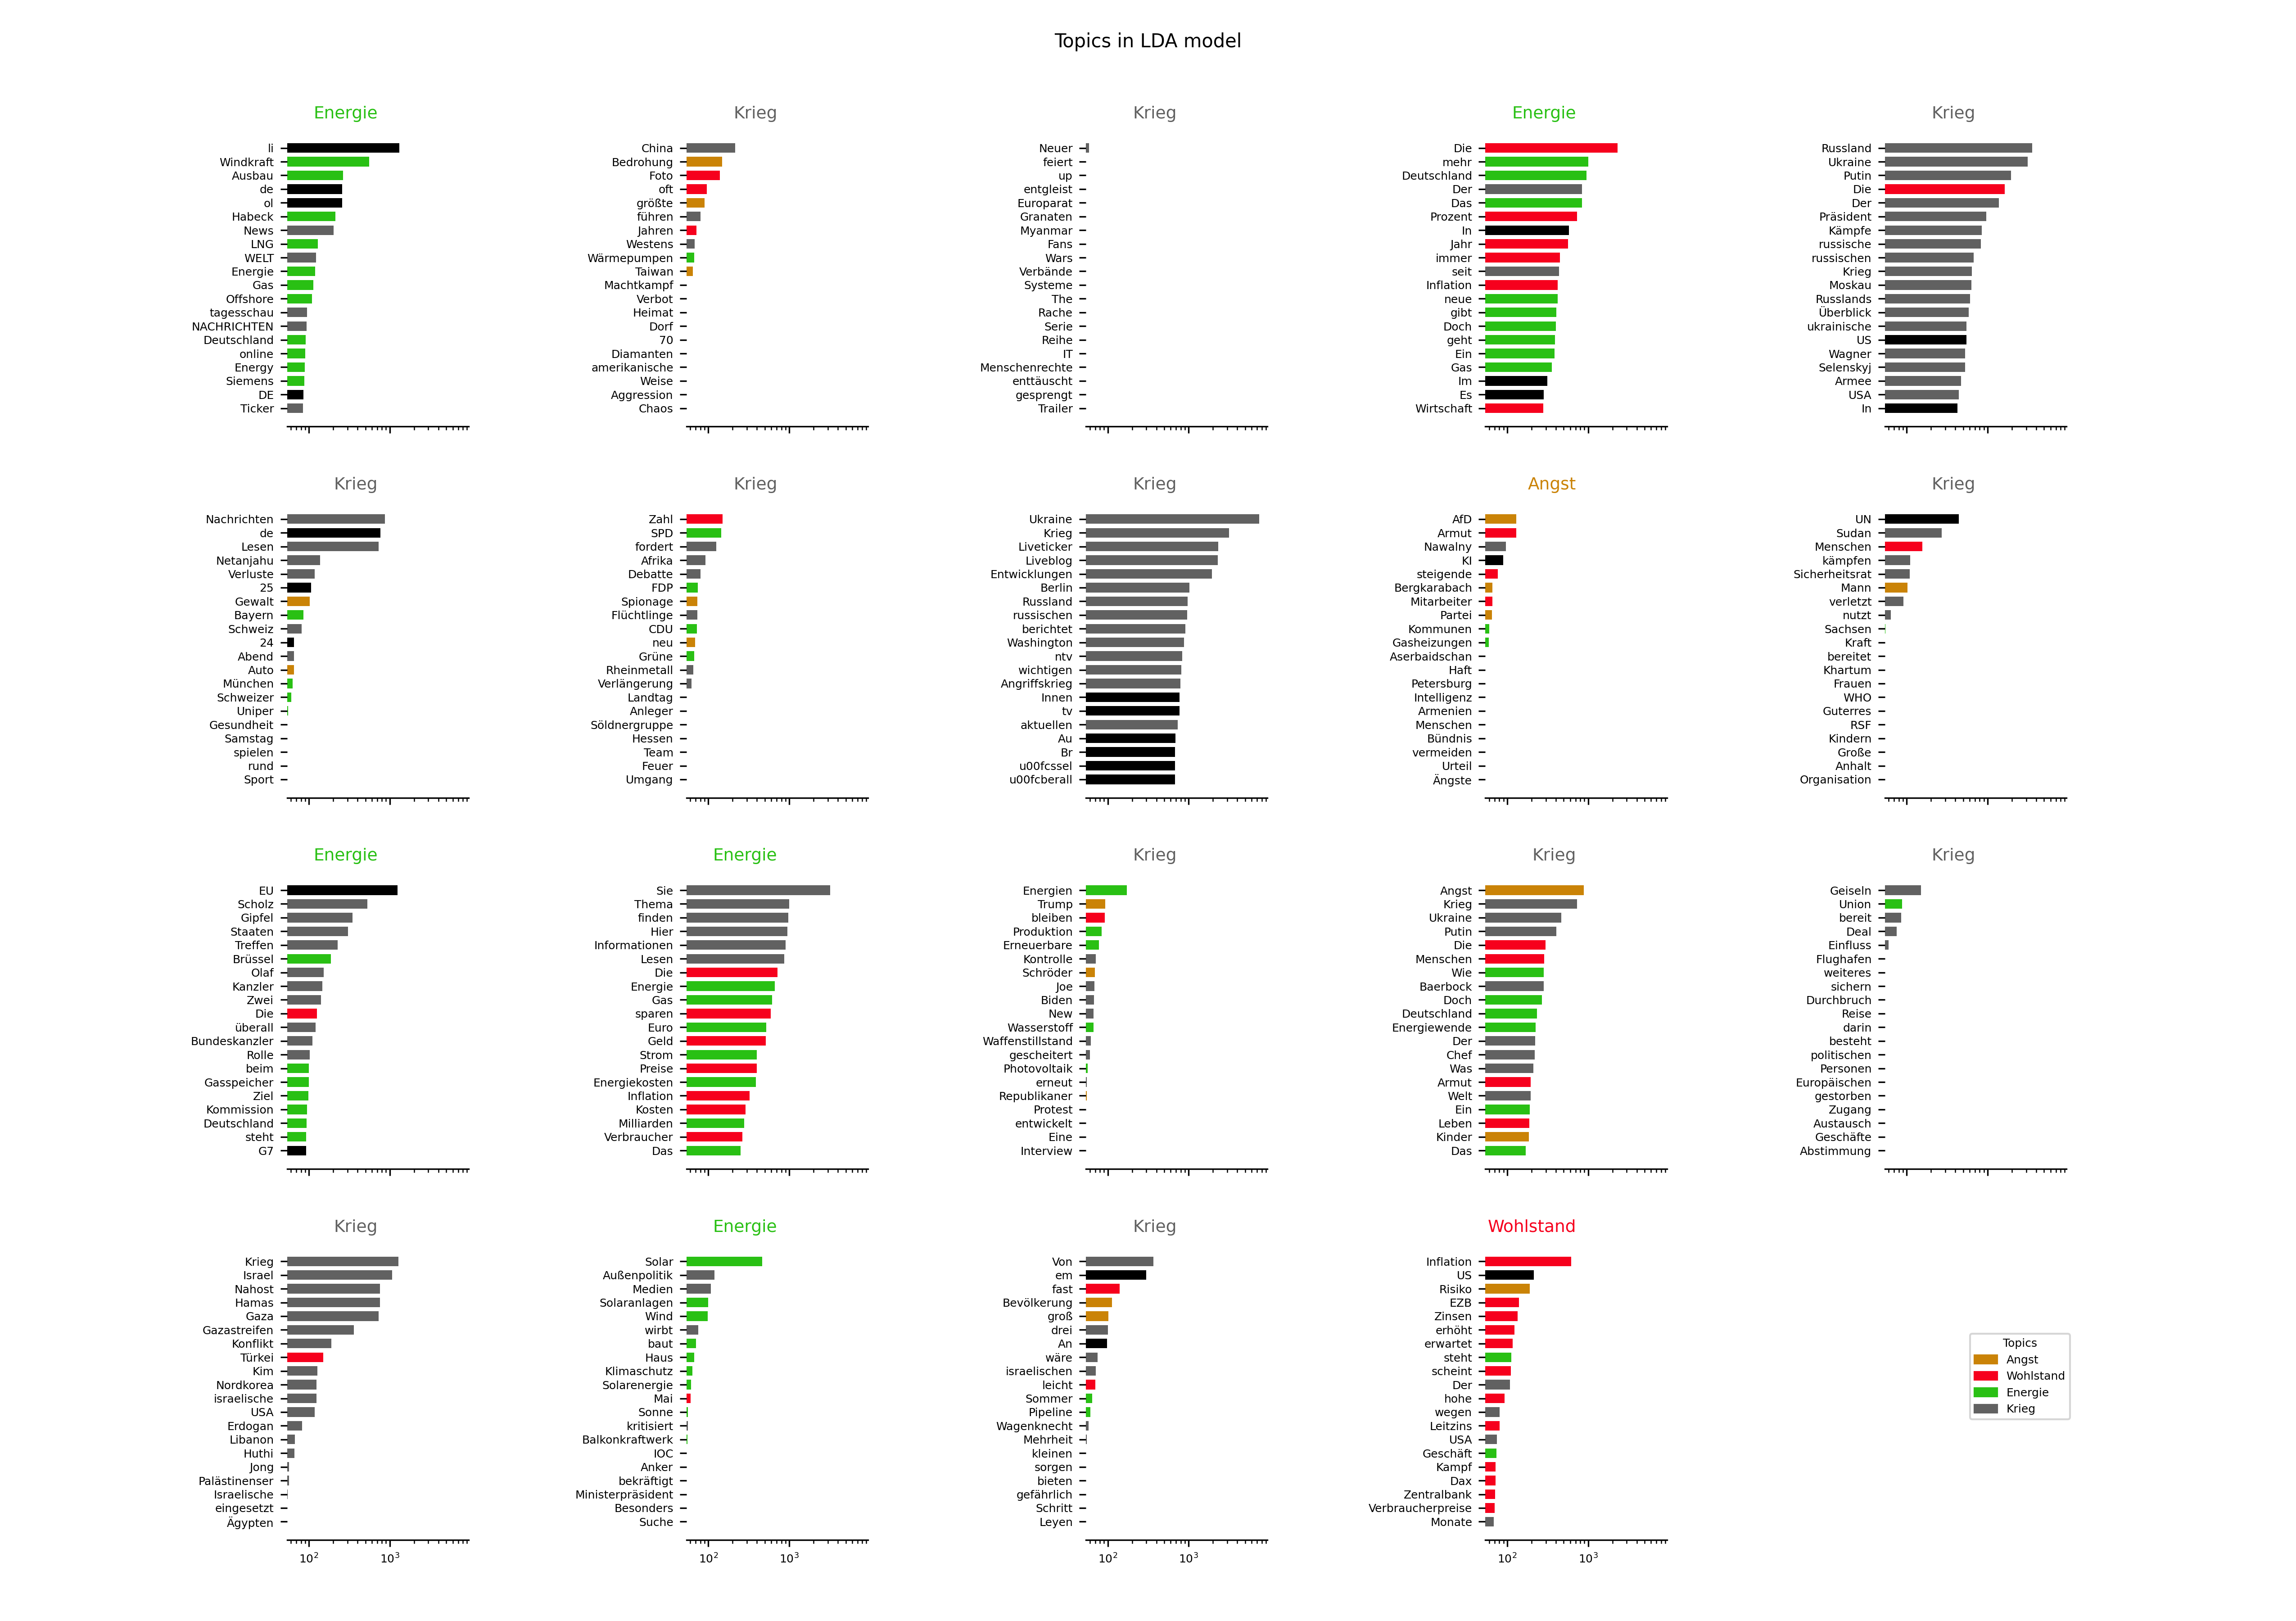 Topics in LDA model
Energie
li
Windkraft
Ausbau
de
ol
Habeck
News
LNG
WELT
Energie
Gas
Offshore
tagesschau
NACHRICHTEN
Deutschland
online
Energy
Siemens
DE
Ticker
Krieg
China
Bedrohung
Foto
oft
größte
führen
Jahren
Westens
Wärmepumpen
Taiwan
Machtkampf
Verbot
Heimat
Dorf
70
Diamanten
amerikanische
Weise
Aggression
Chaos
Krieg
Neuer
feiert
up
entgleist
Europarat
Granaten
Myanmar
Fans
Wars
Verbände
Systeme
The
Rache
Serie
Reihe
IT
Menschenrechte
enttäuscht
gesprengt
Trailer
Energie
Die
mehr
Deutschland
Der
Das
Prozent
In
Jahr
immer
seit
Inflation
neue
gibt
Doch
geht
Ein
Gas
Im
Es
Wirtschaft
Krieg
Russland
Ukraine
Putin
Die
Der
Präsident
Kämpfe
russische
russischen
Krieg
Moskau
Russlands
Überblick
ukrainische
US
Wagner
Selenskyj
Armee
USA
In
Krieg
Nachrichten
de
Lesen
Netanjahu
Verluste
25
Gewalt
Bayern
Schweiz
24
Abend
Auto
München
Schweizer
Uniper
Gesundheit
Samstag
spielen
rund
Sport
Krieg
Zahl
SPD
fordert
Afrika
Debatte
FDP
Spionage
Flüchtlinge
CDU
neu
Grüne
Rheinmetall
Verlängerung
Landtag
Anleger
Söldnergruppe
Hessen
Team
Feuer
Umgang
Krieg
Ukraine
Krieg
Liveticker
Liveblog
Entwicklungen
Berlin
Russland
russischen
berichtet
Washington
ntv
wichtigen
Angriffskrieg
Innen
tv
aktuellen
Au
Br
u00fcssel
u00fcberall
Angst
AfD
Armut
Nawalny
KI
steigende
Bergkarabach
Mitarbeiter
Partei
Kommunen
Gasheizungen
Aserbaidschan
Haft
Petersburg
Intelligenz
Armenien
Menschen
Bündnis
vermeiden
Urteil
Ängste
Krieg
UN
Sudan
Menschen
kämpfen
Sicherheitsrat
Mann
verletzt
nutzt
Sachsen
Kraft
bereitet
Khartum
Frauen
WHO
Guterres
RSF
Kindern
Große
Anhalt
Organisation
Energie
EU
Scholz
Gipfel
Staaten
Treffen
Brüssel
Olaf
Kanzler
Zwei
Die
überall
Bundeskanzler
Rolle
beim
Gasspeicher
Ziel
Kommission
Deutschland
steht
G7
Energie
Sie
Thema
finden
Hier
Informationen
Lesen
Die
Energie
Gas
sparen
Euro
Geld
Strom
Preise
Energiekosten
Inflation
Kosten
Milliarden
Verbraucher
Das
Krieg
Energien
Trump
bleiben
Produktion
Erneuerbare
Kontrolle
Schröder
Joe
Biden
New
Wasserstoff
Waffenstillstand
gescheitert
Photovoltaik
erneut
Republikaner
Protest
entwickelt
Eine
Interview
Krieg
Angst
Krieg
Ukraine
Putin
Die
Menschen
Wie
Baerbock
Doch
Deutschland
Energiewende
Der
Chef
Was
Armut
Welt
Ein
Leben
Kinder
Das
Krieg
Geiseln
Union
bereit
Deal
Einfluss
Flughafen
weiteres
sichern
Durchbruch
Reise
darin
besteht
politischen
Personen
Europäischen
gestorben
Zugang
Austausch
Geschäfte
Abstimmung
Krieg
Krieg
Israel
Nahost
Hamas
Gaza
Gazastreifen
Konflikt
Türkei
Kim
Nordkorea
israelische
USA
Erdogan
Libanon
Huthi
Jong
Palästinenser
Israelische
eingesetzt
Ägypten
10² 10³
Energie
Solar
Außenpolitik
Medien
Solaranlagen
Wind
wirbt
baut
Haus
Klimaschutz
Solarenergie
Mai
Sonne
kritisiert
Balkonkraftwerk
IOC
Anker
bekräftigt
Ministerpräsident
Besonders
Suche
10² 10³
Krieg
Von
em
fast
Bevölkerung
groß
drei
An
wäre
israelischen
leicht
Sommer
Pipeline
Wagenknecht
Mehrheit
kleinen
sorgen
bieten
gefährlich
Schritt
Leyen
10² 10³
Wohlstand
Inflation
US
Risiko
EZB
Zinsen
erhöht
erwartet
steht
scheint
Der
hohe
wegen
Leitzins
USA
Geschäft
Kampf
Dax
Zentralbank
Verbraucherpreise
Monate
10² 10³
Topics
Angst
Wohlstand
Energie
Krieg